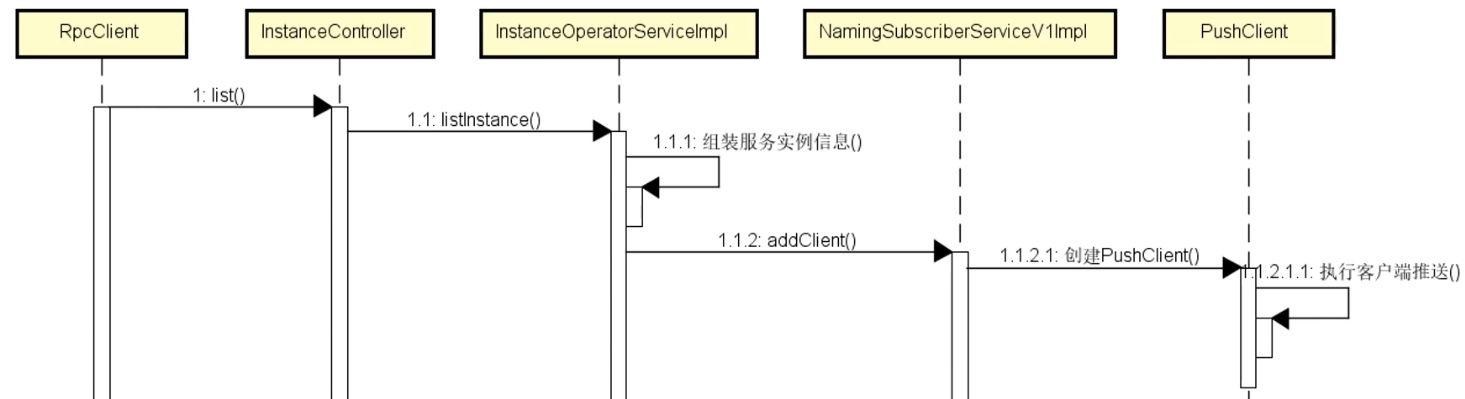 RpcClient
InstanceController
InstanceOperatorServiceImpl
NamingSubscriberServiceV1Impl
PushClient
1: list()
1.1: listInstance()
1.1.1: 组装服务实例信息()
1.1.2: addClient()
1.1.2.1: 创建PushClient()
1.1.2.1.1: 执行客户端推送()